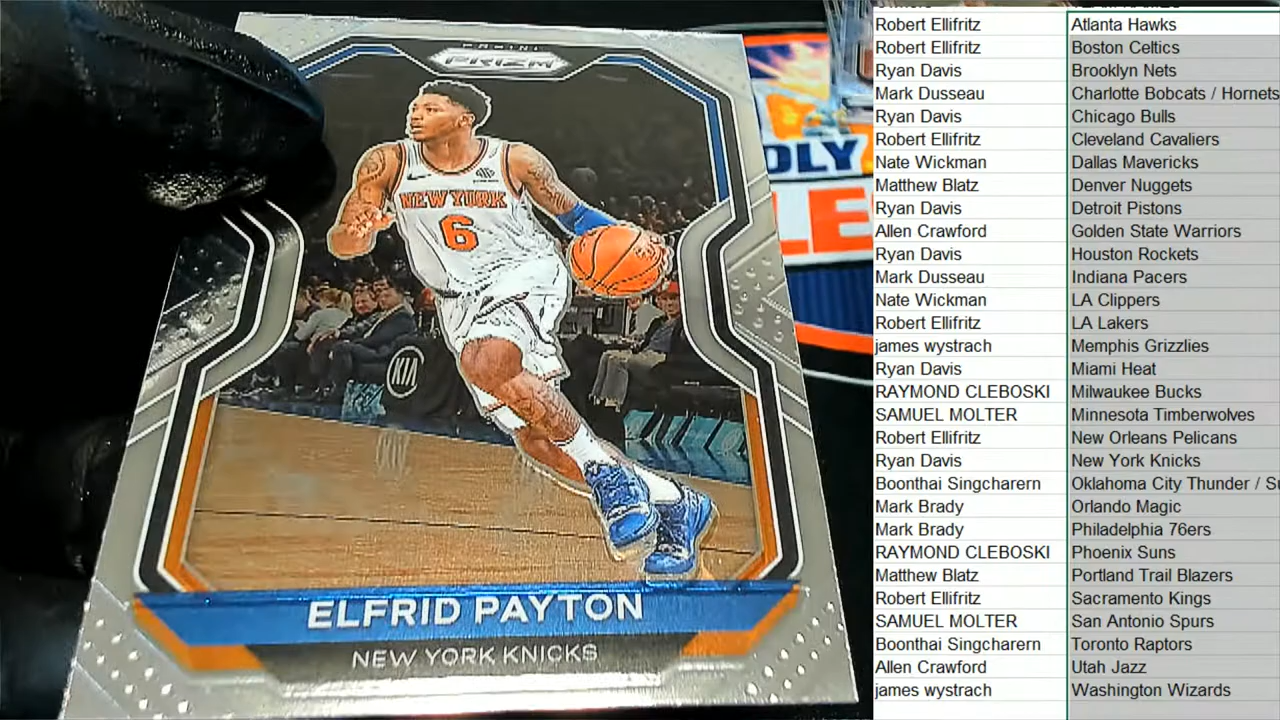 PANINI
PRIZM
NEW YORK
6
KIA
ELFRID PAYTON
NEW YORK KNICKS
Robert Ellifritz Atlanta Hawks
Robert Ellifritz Boston Celtics
Ryan Davis Brooklyn Nets
Mark Dusseau Charlotte Bobcats / Hornets
Ryan Davis Chicago Bulls
Robert Ellifritz Cleveland Cavaliers
Nate Wickman Dallas Mavericks
Matthew Blatz Denver Nuggets
Ryan Davis Detroit Pistons
Allen Crawford Golden State Warriors
Ryan Davis Houston Rockets
Mark Dusseau Indiana Pacers
Nate Wickman LA Clippers
Robert Ellifritz LA Lakers
james wystrach Memphis Grizzlies
Ryan Davis Miami Heat
RAYMOND CLEBOSKI Milwaukee Bucks
SAMUEL MOLTER Minnesota Timberwolves
Robert Ellifritz New Orleans Pelicans
Ryan Davis New York Knicks
Boonthai Singcharern Oklahoma City Thunder / Su
Mark Brady Orlando Magic
Mark Brady Philadelphia 76ers
RAYMOND CLEBOSKI Phoenix Suns
Matthew Blatz Portland Trail Blazers
Robert Ellifritz Sacramento Kings
SAMUEL MOLTER San Antonio Spurs
Boonthai Singcharern Toronto Raptors
Allen Crawford Utah Jazz
james wystrach Washington Wizards